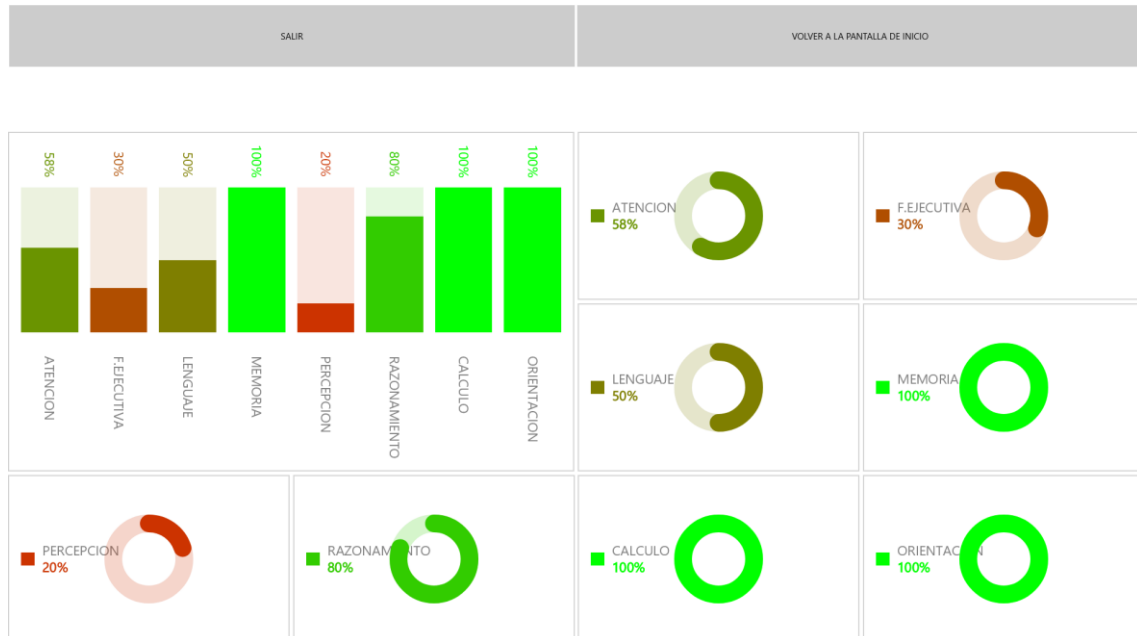 SALIR
VOLVER A LA PANTALLA DE INICIO
58%
30%
50%
100%
20%
80%
100%
100%
ATENCION
F.EJECUTIVA
LENGUAJE
MEMORIA
PERCEPCION
RAZONAMIENTO
CALCULO
ORIENTACION
ATENCION
58%
F.EJECUTIVA
30%
LENGUAJE
50%
MEMORIA
100%
PERCEPCION
20%
RAZONAMIENTO
80%
CALCULO
100%
ORIENTACION
100%